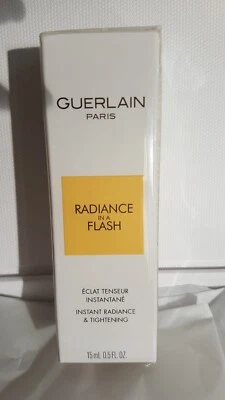 GUERLAIN
PARIS
RADIANCE
IN A
FLASH
ÉCLAT TENSEUR
INSTANTANÉ
INSTANT RADIANCE
& TIGHTENING
15 mL 0.5 FL. OZ.